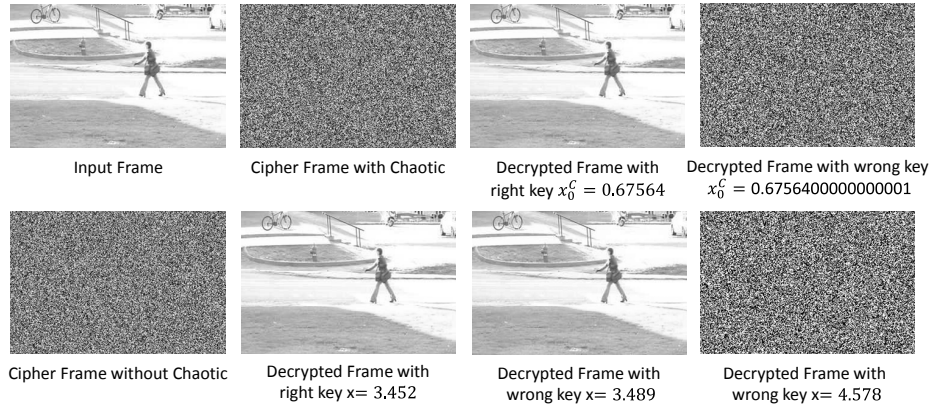 Input Frame
Cipher Frame with Chaotic
Decrypted Frame with
right key $x_0^C = 0.67564$
Decrypted Frame with wrong key
$x_0^C = 0.6756400000000001$
Cipher Frame without Chaotic
Decrypted Frame with
right key x= 3.452
Decrypted Frame with
wrong key x= 3.489
Decrypted Frame with
wrong key x= 4.578